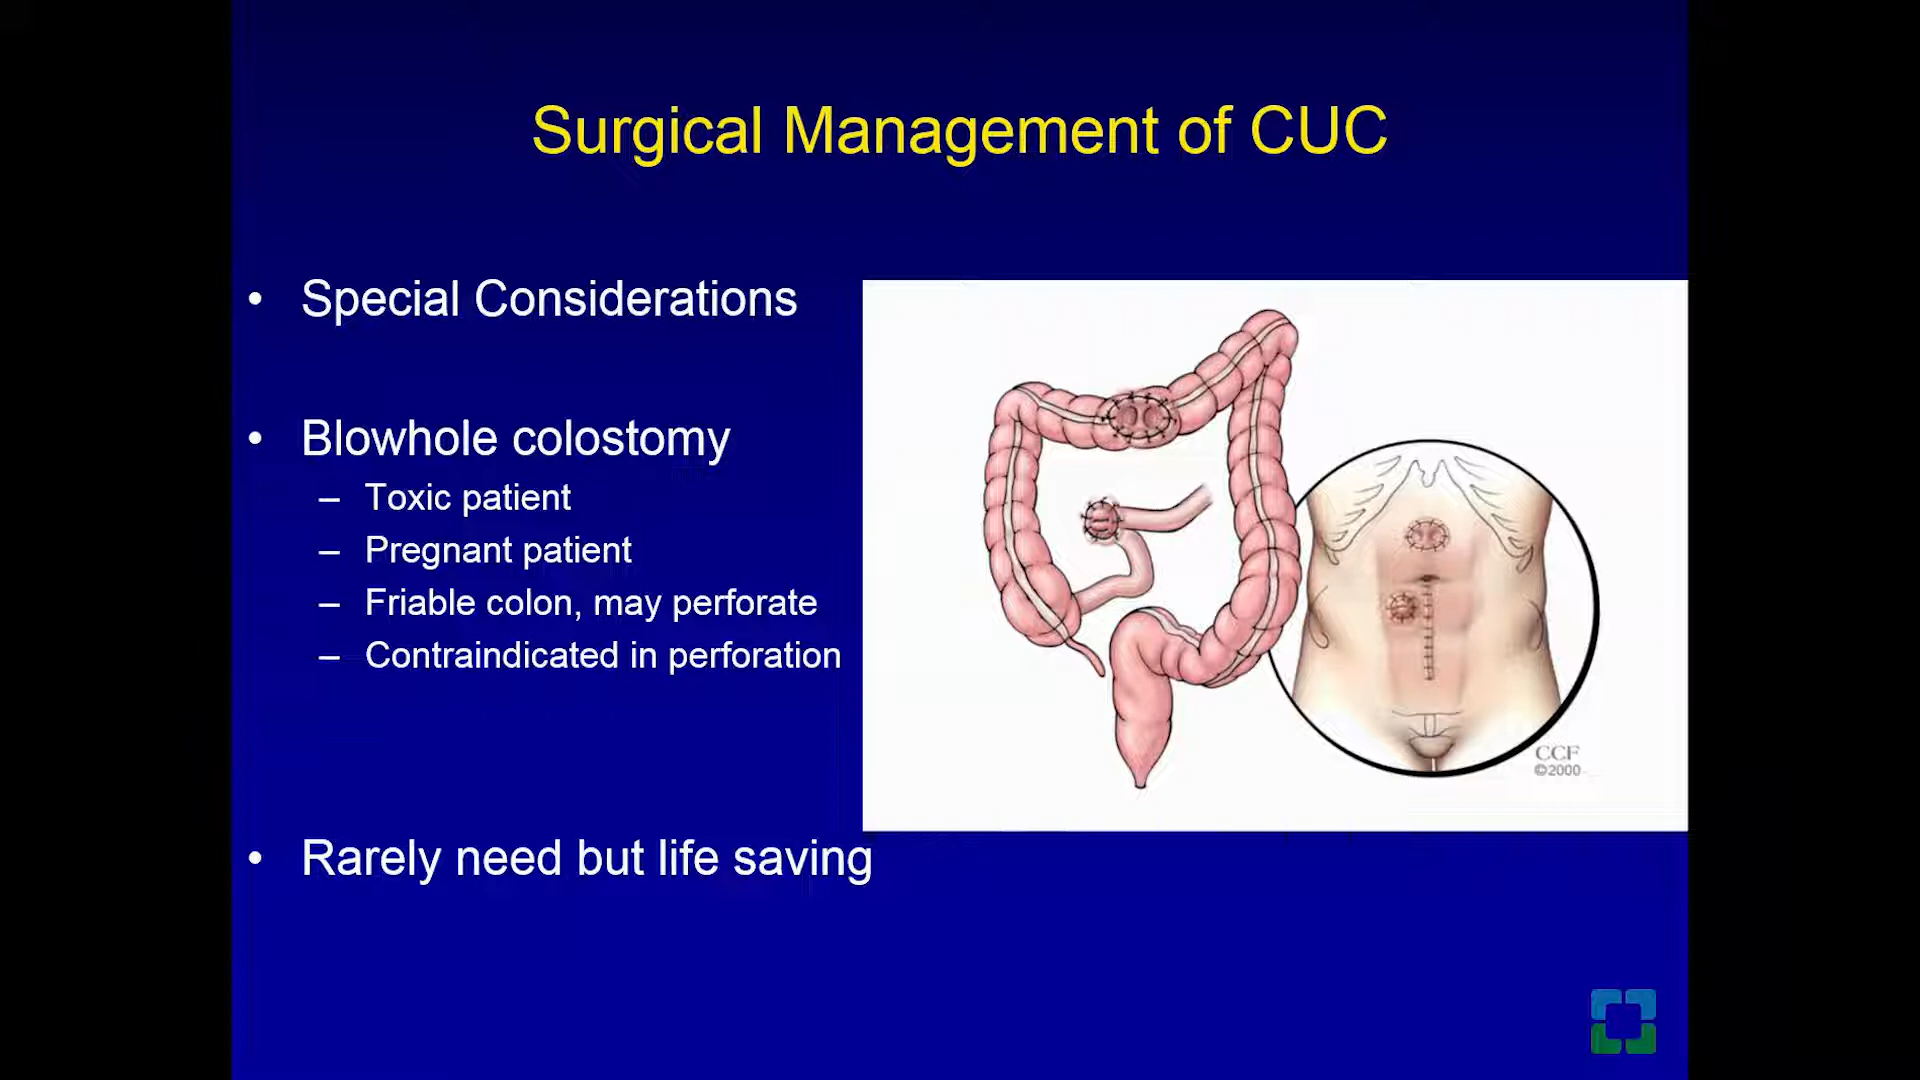 Surgical Management of CUC
• Special Considerations
• Blowhole colostomy
– Toxic patient
– Pregnant patient
– Friable colon, may perforate
– Contraindicated in perforation
• Rarely need but life saving
CCF
©2000